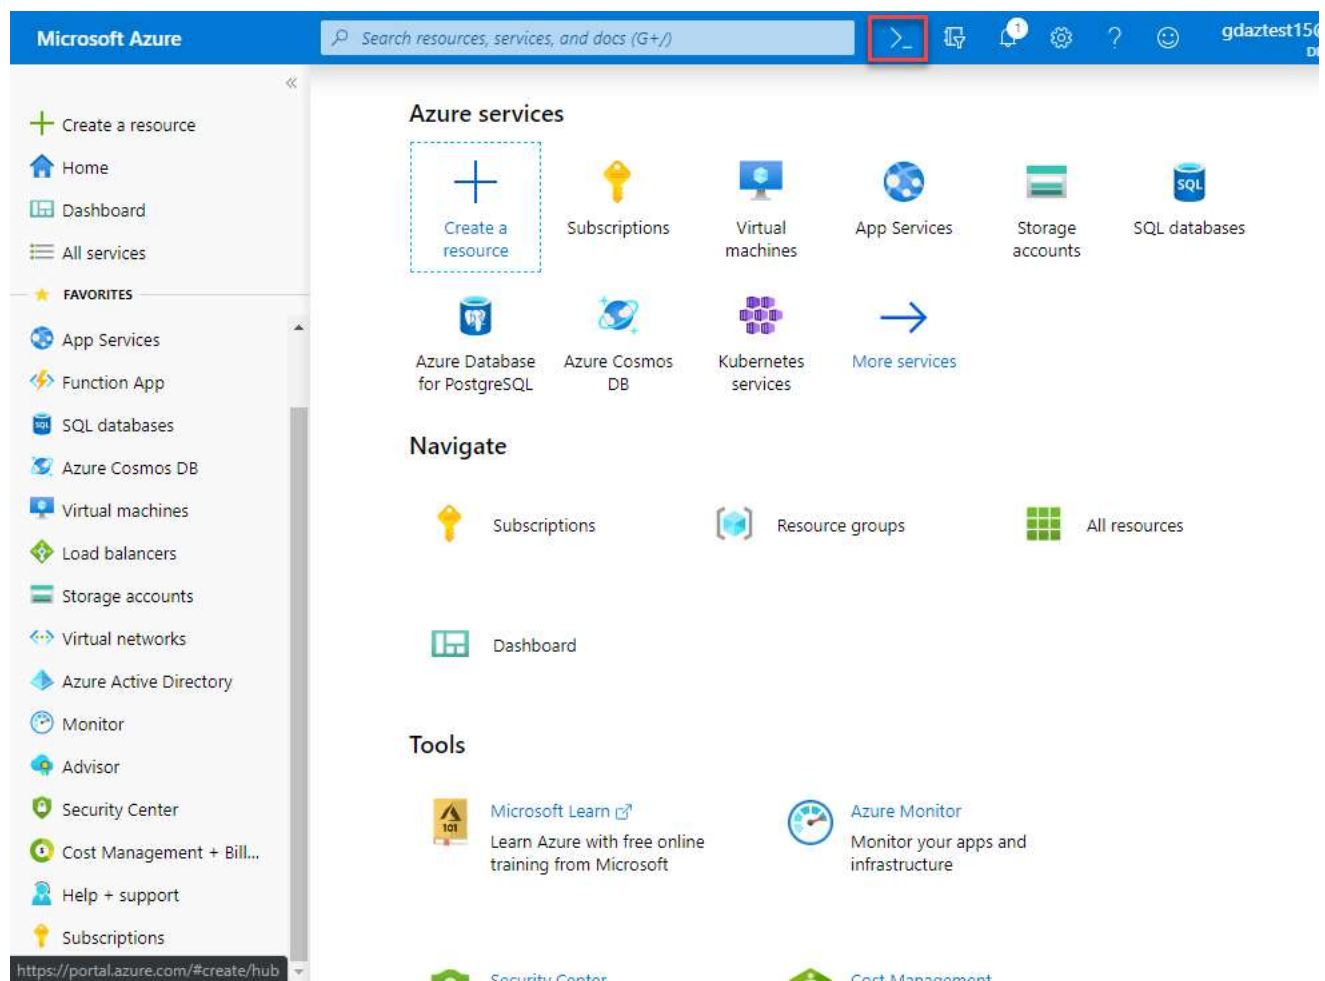 Microsoft Azure
Search resources, services, and docs (G+/)
>_
1
?
gdaztest15@
«
Create a resource
Home
Dashboard
All services
FAVORITES
App Services
Function App
SQL databases
Azure Cosmos DB
Virtual machines
Load balancers
Storage accounts
Virtual networks
Azure Active Directory
Monitor
Advisor
Security Center
Cost Management + Bill...
Help + support
Subscriptions
https://portal.azure.com/#create/hub
Azure services
Create a
resource
Subscriptions
Virtual
machines
App Services
Storage
accounts
SQL
SQL databases
Azure Database
for PostgreSQL
Azure Cosmos
DB
Kubernetes
services
More services
Navigate
Subscriptions
Resource groups
All resources
Dashboard
Tools
101
Microsoft Learn
Learn Azure with free online
training from Microsoft
Azure Monitor
Monitor your apps and
infrastructure
Security Center
Cost Management